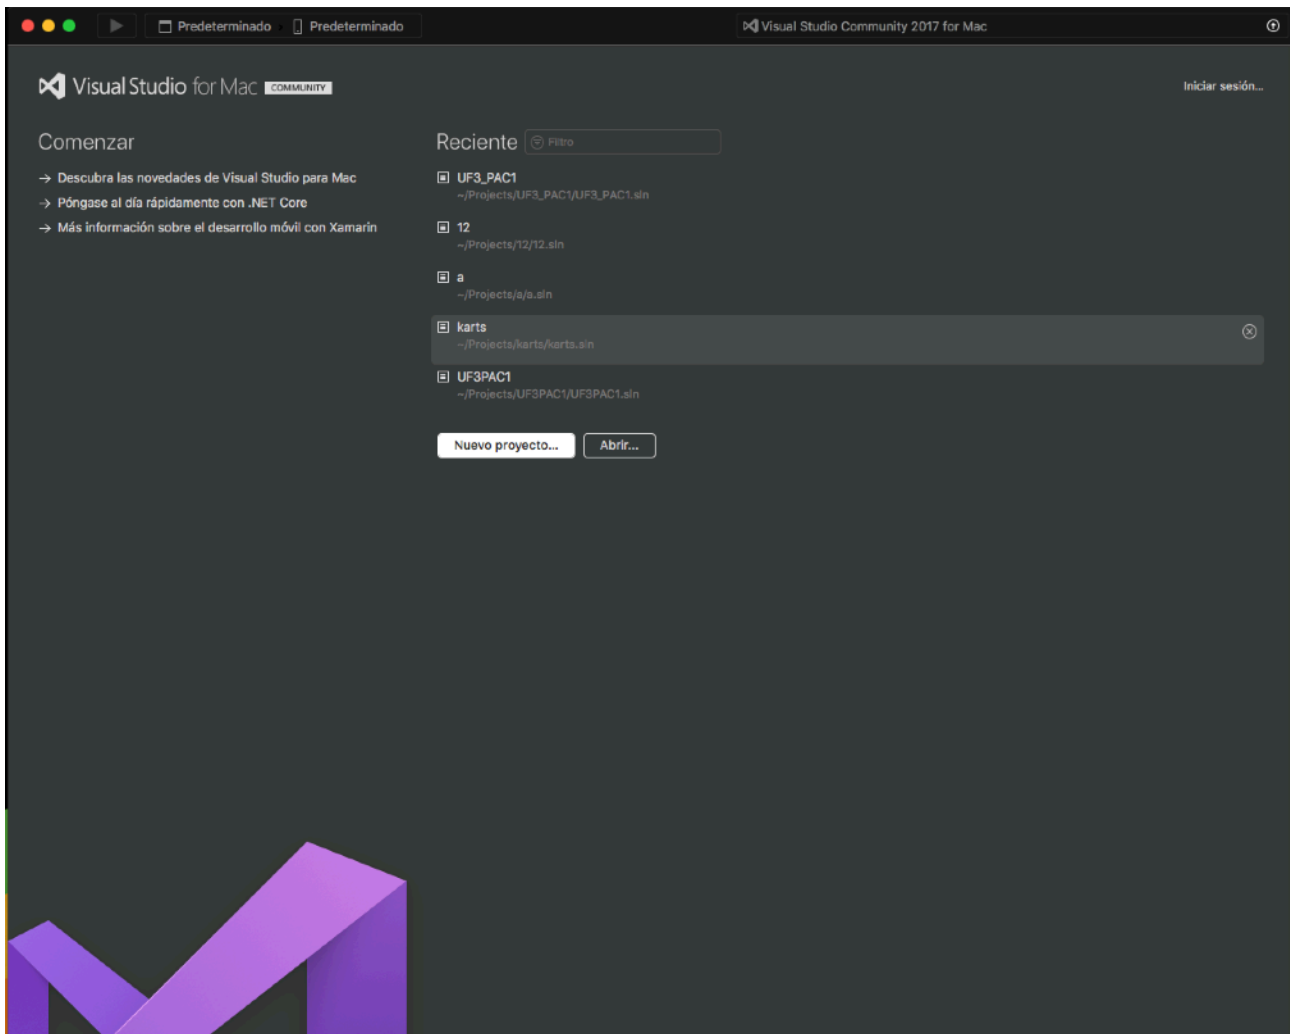 Predeterminado Predeterminado
Visual Studio Community 2017 for Mac
Visual Studio for Mac COMMUNITY
Iniciar sesión...
Comenzar
→ Descubra las novedades de Visual Studio para Mac
→ Póngase al día rápidamente con .NET Core
→ Más información sobre el desarrollo móvil con Xamarin
Reciente
Filtro
UF3_PAC1
~/Projects/UF3_PAC1/UF3_PAC1.sln
12
~/Projects/12/12.sln
a
~/Projects/a/a.sln
karts
~/Projects/karts/karts.sln
UF3PAC1
~/Projects/UF3PAC1/UF3PAC1.sln
Nuevo proyecto...
Abrir...